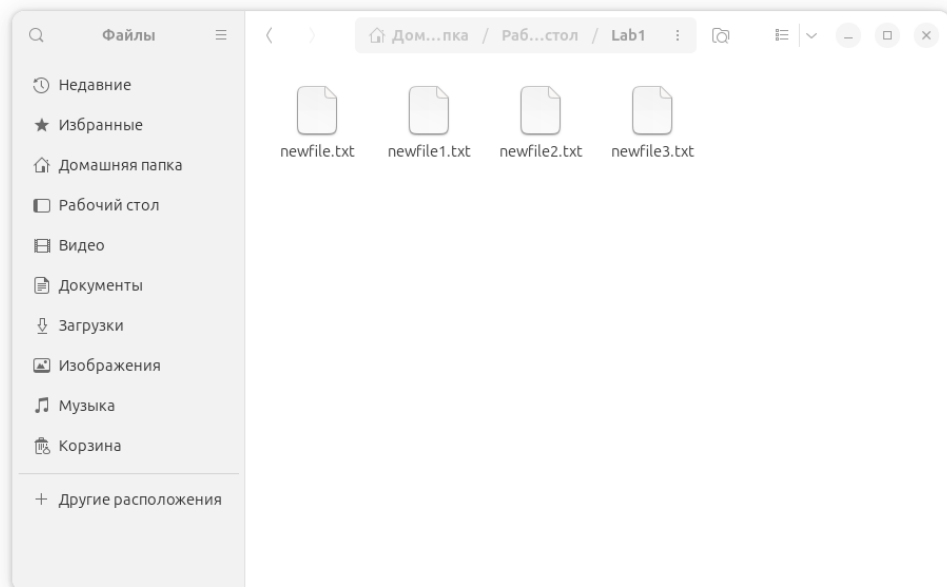 Файлы
Дом…пка / Раб…стол / Lab1
Недавние
Избранные
Домашняя папка
Рабочий стол
Видео
Документы
Загрузки
Изображения
Музыка
Корзина
Другие расположения
newfile.txt newfile1.txt newfile2.txt newfile3.txt